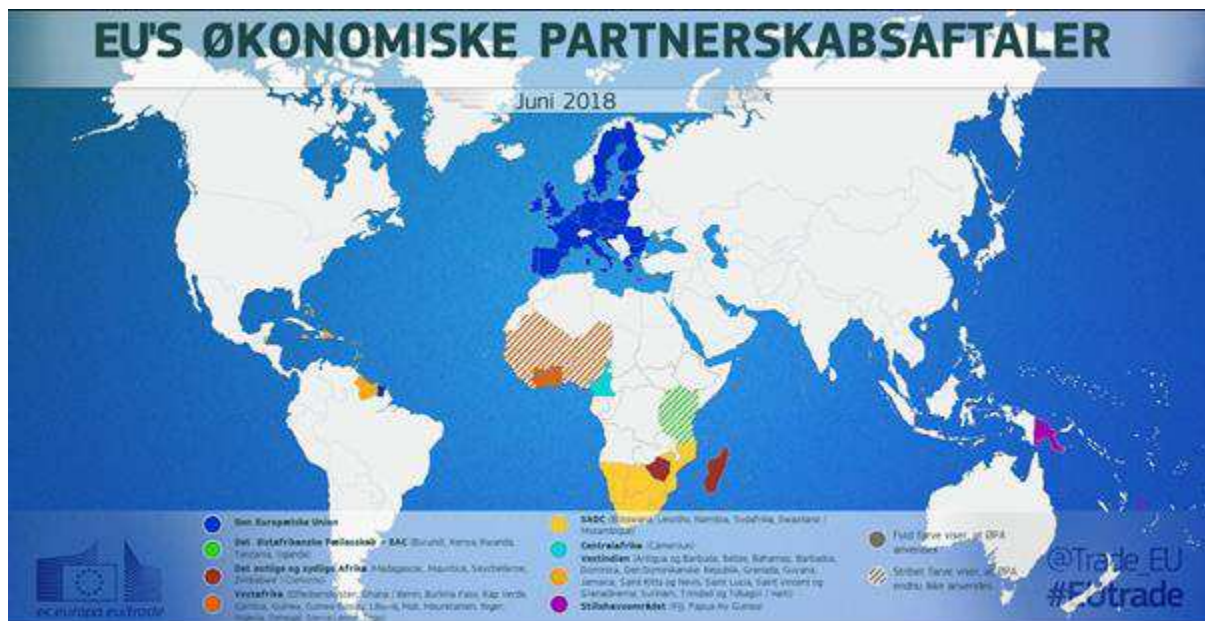 EU'S ØKONOMISKE PARTNERSKABSAFTALER
Juni 2018
Den Europæiske Union
Det Østafrikanske Fællesskab - EAC (Burundi, Kenya, Rwanda,
Tanzania, Uganda)
Det østlige og sydlige Afrika (Madagascar, Mauritius, Seychellerne,
Zimbabwe / Comorerne)
Vestafrika (Elfenbenskysten, Ghana / Benin, Burkina Faso, Kap Verde,
Gambia, Guinea, Guinea-Bissau, Liberia, Mali, Mauretanien, Niger,
SADC (Botswana, Lesotho, Namibia, Sydafrika, Swaziland /
Mozambique)
Centralafrika (Cameroun)
Vestindien (Antigua og Barbuda, Belize, Bahamas, Barbados,
Dominica, Den Dominikanske Republik, Grenada, Guyana,
Jamaica, Saint Kitts og Nevis, Saint Lucia, Saint Vincent og
Grenadinerne, Surinam, Trinidad og Tobago / Haiti)
Stillehavsområdet (Fiji, Papua Ny Guinea)
Fuld farve viser, at ØPA
anvendes
Stribet farve viser, at ØPA
endnu ikke anvendes
ec.europa.eu/trade
@Trade_EU
#EUtrade